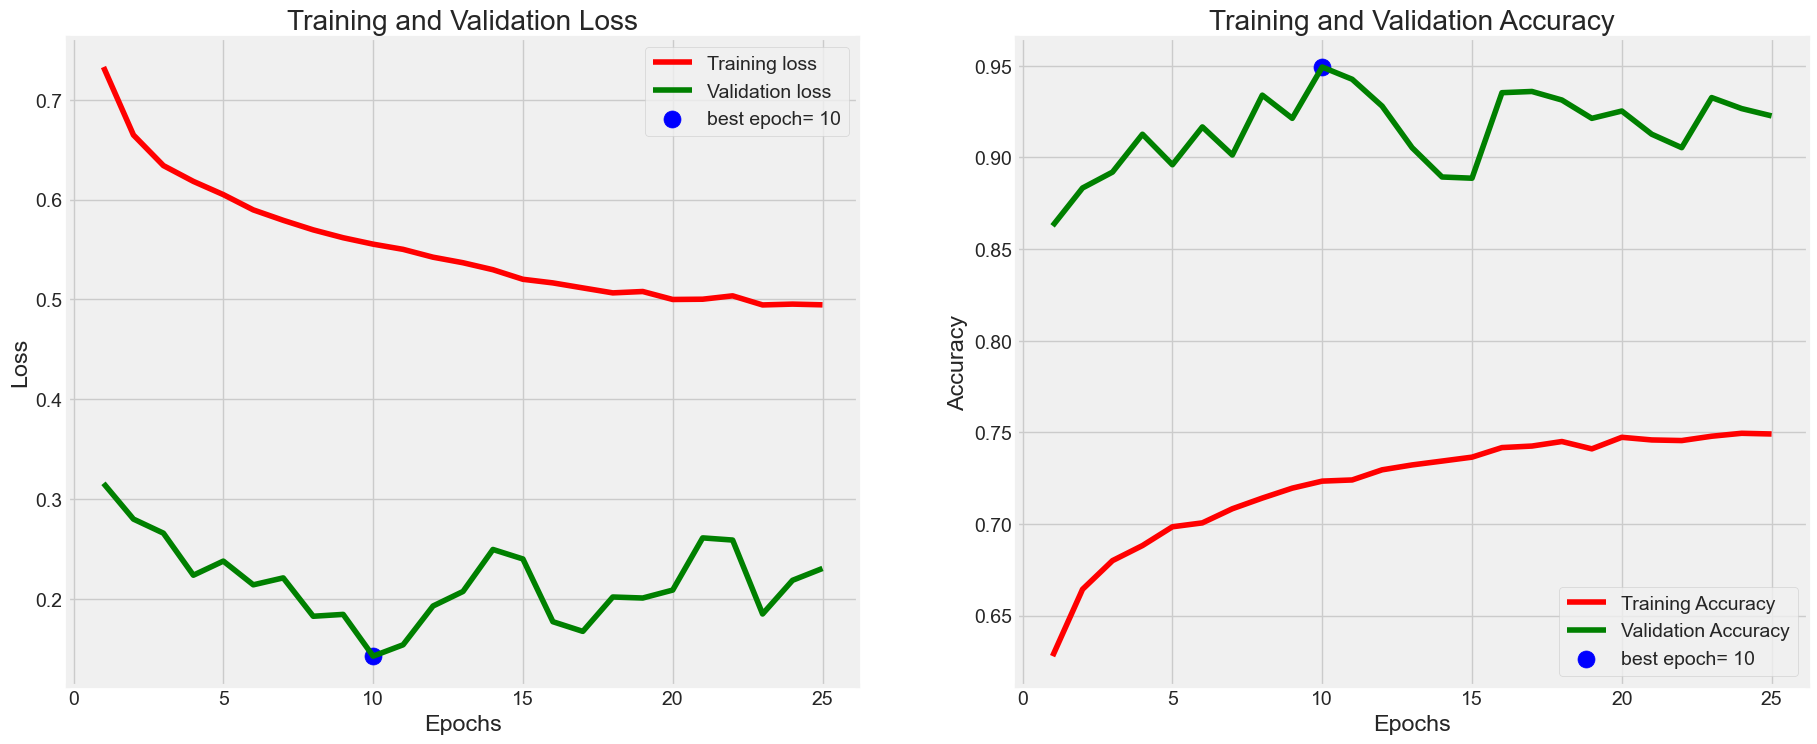 Training and Validation Loss
Training loss
Validation loss
best epoch= 10
0.7
0.6
0.5
0.4
0.3
0.2
Loss
0
5
10
15
20
25
Epochs
Training and Validation Accuracy
0.95
0.90
0.85
0.80
0.75
0.70
0.65
Accuracy
Training Accuracy
Validation Accuracy
best epoch= 10
0
5
10
15
20
25
Epochs